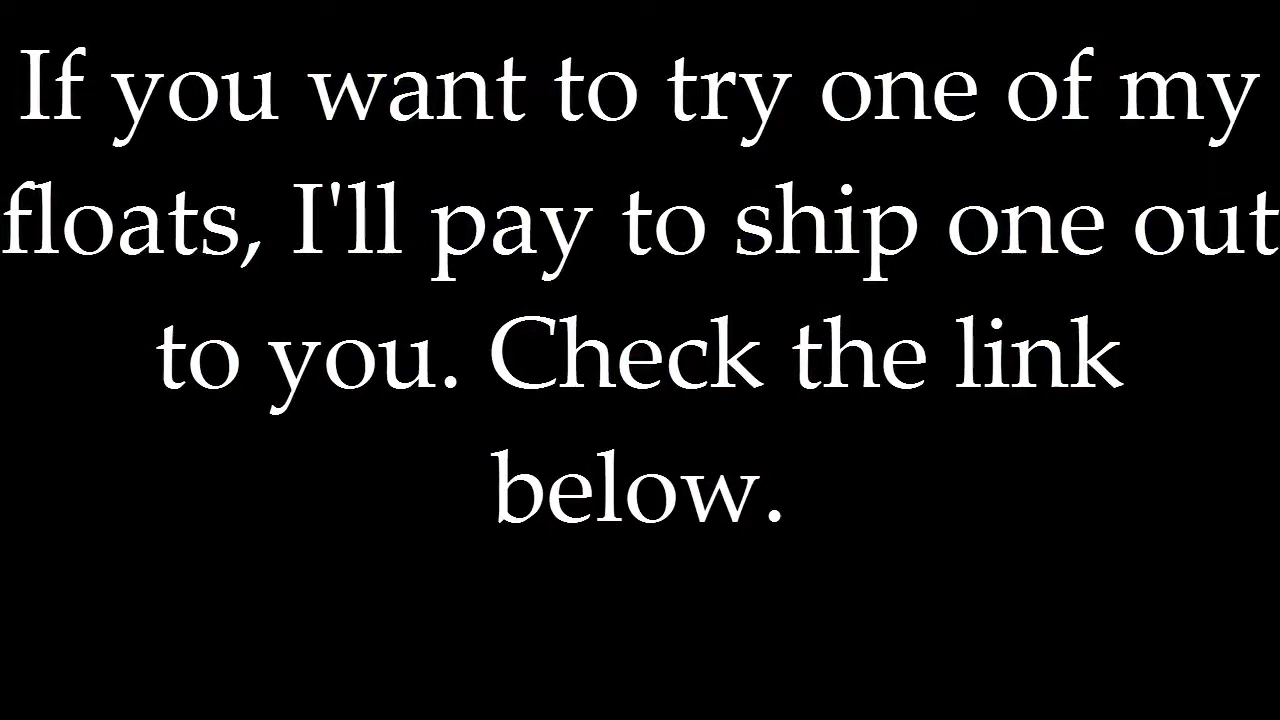 If you want to try one of my
floats, I'll pay to ship one out
to you. Check the link
below.